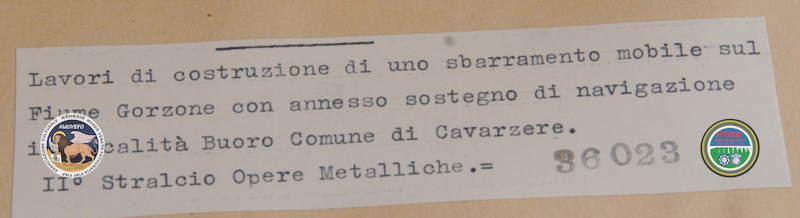 Lavori di costruzione di uno sbarramento mobile sul
Fiume Gorzone con annesso sostegno di navigazione
Buoro Comune di Cavarzere.
II° Stralcio Opere Metalliche.=
36023
AMUVEFO